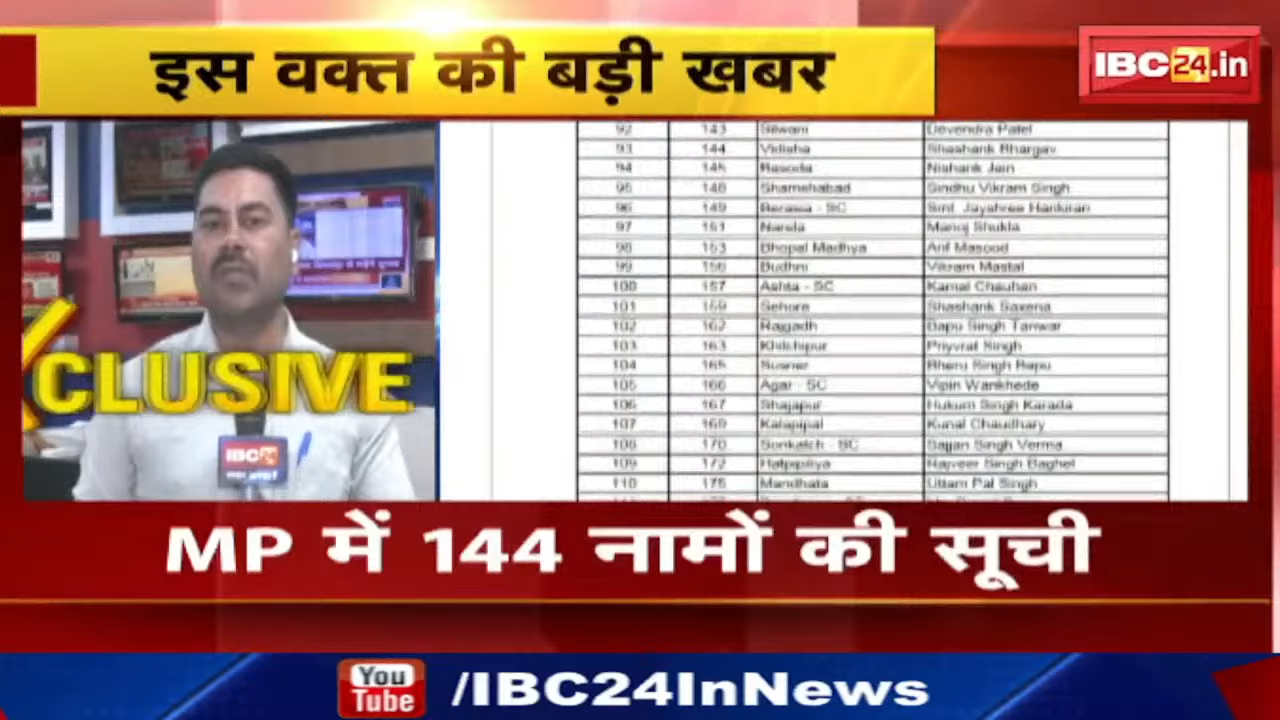 इस वक्त की बड़ी खबर
IBC24.in
92 143 Silwani Devendra Patel
93 144 Vidisha Shashank Bhargav
94 145 Basoda Nishank Jain
95 146 Shamshabad Sindhu Vikram Singh
96 149 Berasia - SC Smt. Jayshree Harikiran
97 151 Narela Manoj Shukla
98 153 Bhopal Madhya Arif Masood
99 156 Budhni Vikram Mastal
100 157 Ashta - SC Kamal Chauhan
101 159 Sehore Shashank Saxena
102 162 Rajgadh Bapu Singh Tanwar
103 163 Khilchipur Priyvrat Singh
104 165 Susner Bheru Singh Bapu
105 166 Agar - SC Vipin Wankhede
106 167 Shajapur Hukum Singh Karada
107 169 Kalapipal Kunal Chaudhary
108 170 Sonkatch - SC Sajjan Singh Verma
109 172 Hatpipliya Rajveer Singh Baghel
110 175 Mandhata Uttam Pal Singh
XCLUSIVE
IBC24
MP में 144 नामों की सूची
You Tube /IBC24InNews